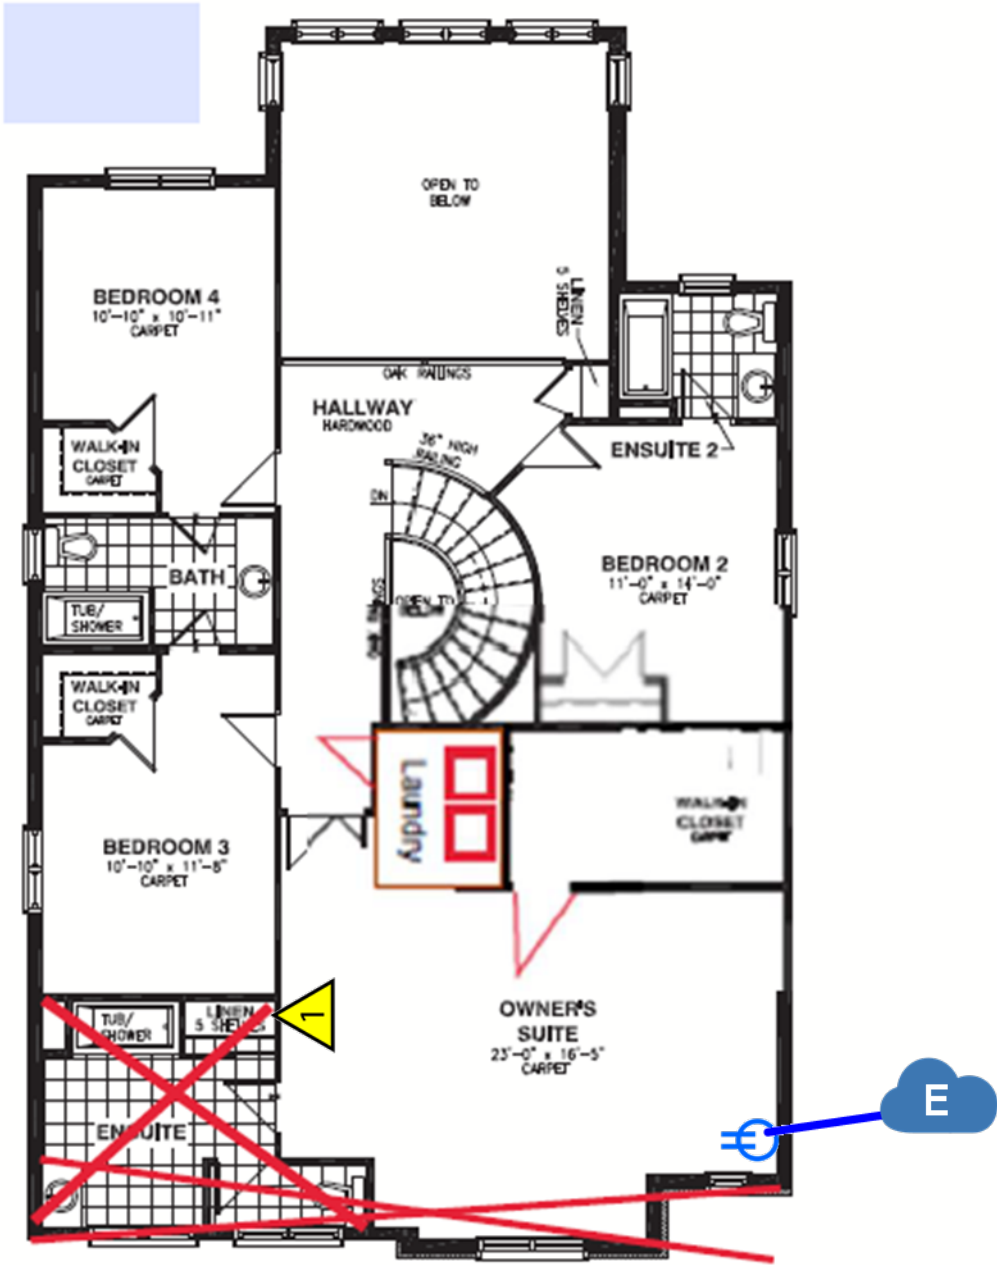 OPEN TO
BELOW
LINEN
5 SHELVES
BEDROOM 4
10'-10" x 10'-11"
CARPET
OAK RAILINGS
HALLWAY
HARDWOOD
36" HIGH
RAILING
ENSUITE 2
WALK-IN
CLOSET
CARPET
DN
BATH
BEDROOM 2
11'-0" x 14'-0"
CARPET
OPEN TO
TUB/
SHOWER
WALK-IN
CLOSET
CARPET
Laundry
WALK-IN
CLOSET
CARPET
BEDROOM 3
10'-10" x 11'-8"
CARPET
LINEN
5 SHELVES
1
TUB/
SHOWER
OWNER'S
SUITE
23'-0" x 16'-5"
CARPET
E
ENSUITE